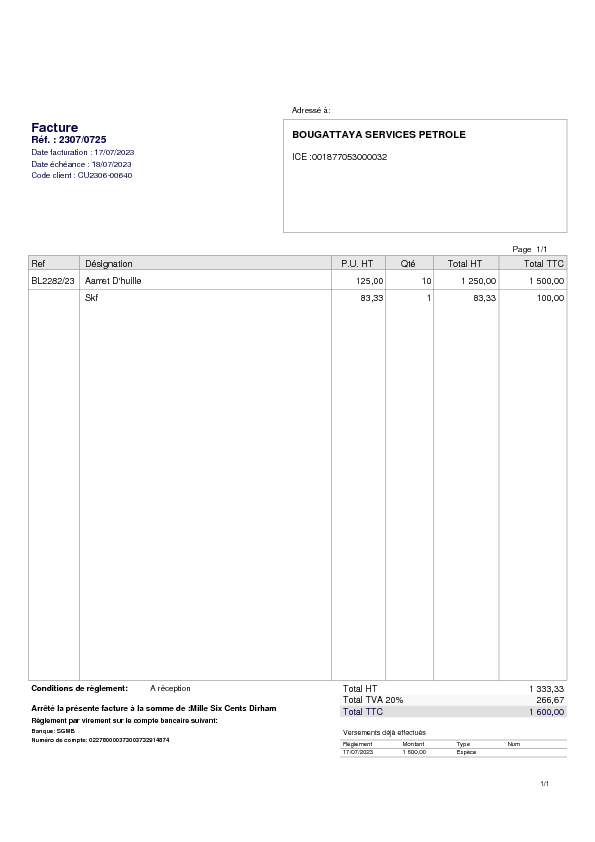 Adressé à:
Facture
Réf. : 2307/0725
Date facturation : 17/07/2023
Date échéance : 18/07/2023
Code client : CU2306-00640
BOUGATTAYA SERVICES PETROLE
ICE :001877053000032
Page 1/1
Ref Désignation P.U. HT Qté Total HT Total TTC
BL2282/23 Aarret D'huille 125,00 10 1 250,00 1 500,00
Skf 83,33 1 83,33 100,00
Conditions de règlement: A réception
Total HT 1 333,33
Total TVA 20% 266,67
Total TTC 1 600,00
Arrêté la présente facture à la somme de :Mille Six Cents Dirham
Règlement par virement sur le compte bancaire suivant:
Banque: SGMB
Numéro de compte:
Versements déjà effectués
Règlement Montant Type Num
17/07/2023 1 600,00 Espèce
1/1